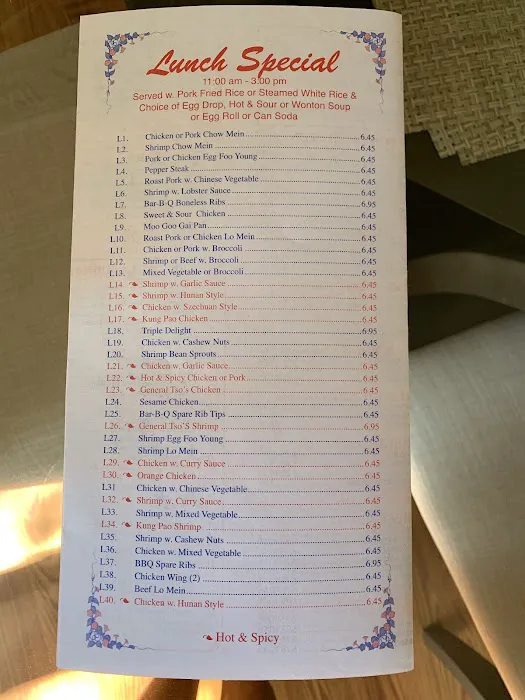 Lunch Special
11:00 am - 3:00 pm
Served w. Pork Fried Rice or Steamed White Rice &
Choice of Egg Drop, Hot & Sour or Wonton Soup
or Egg Roll or Can Soda
L1. Chicken or Pork Chow Mein 6.45
L2. Shrimp Chow Mein 6.45
L3. Pork or Chicken Egg Foo Young 6.45
L4. Pepper Steak 6.45
L5. Roast Pork w. Chinese Vegetable 6.45
L6. Shrimp w. Lobster Sauce 6.45
L7. Bar-B-Q Boneless Ribs 6.95
L8. Sweet & Sour Chicken 6.45
L9. Moo Goo Gai Pan 6.45
L10. Roast Pork or Chicken Lo Mein 6.45
L11. Chicken or Pork w. Broccoli 6.45
L12. Shrimp or Beef w. Broccoli 6.45
L13. Mixed Vegetable or Broccoli 6.45
L14 Shrimp w. Garlic Sauce 6.45
L15. Shrimp w. Hunan Style 6.45
L16. Chicken w. Szechuan Style 6.45
L17. Kung Pao Chicken 6.45
L18. Triple Delight 6.95
L19. Chicken w. Cashew Nuts 6.45
L20. Shrimp Bean Sprouts 6.45
L21. Chicken w. Garlic Sauce 6.45
L22. Hot & Spicy Chicken or Pork 6.45
L23. General Tso's Chicken 6.45
L24. Sesame Chicken 6.45
L25. Bar-B-Q Spare Rib Tips 6.45
L26. General Tso'S Shrimp 6.95
L27. Shrimp Egg Foo Young 6.45
L28. Shrimp Lo Mein 6.45
L29. Chicken w. Curry Sauce 6.45
L30. Orange Chicken 6.45
L31 Chicken w. Chinese Vegetable 6.45
L32. Shrimp w. Curry Sauce 6.45
L33. Shrimp w. Mixed Vegetable 6.45
L34. Kung Pao Shrimp 6.45
L35. Shrimp w. Cashew Nuts 6.45
L36. Chicken w. Mixed Vegetable 6.45
L37. BBQ Spare Ribs 6.95
L38. Chicken Wing (2) 6.45
L39. Beef Lo Mein 6.45
L40. Chicken w. Hunan Style 6.45
Hot & Spicy